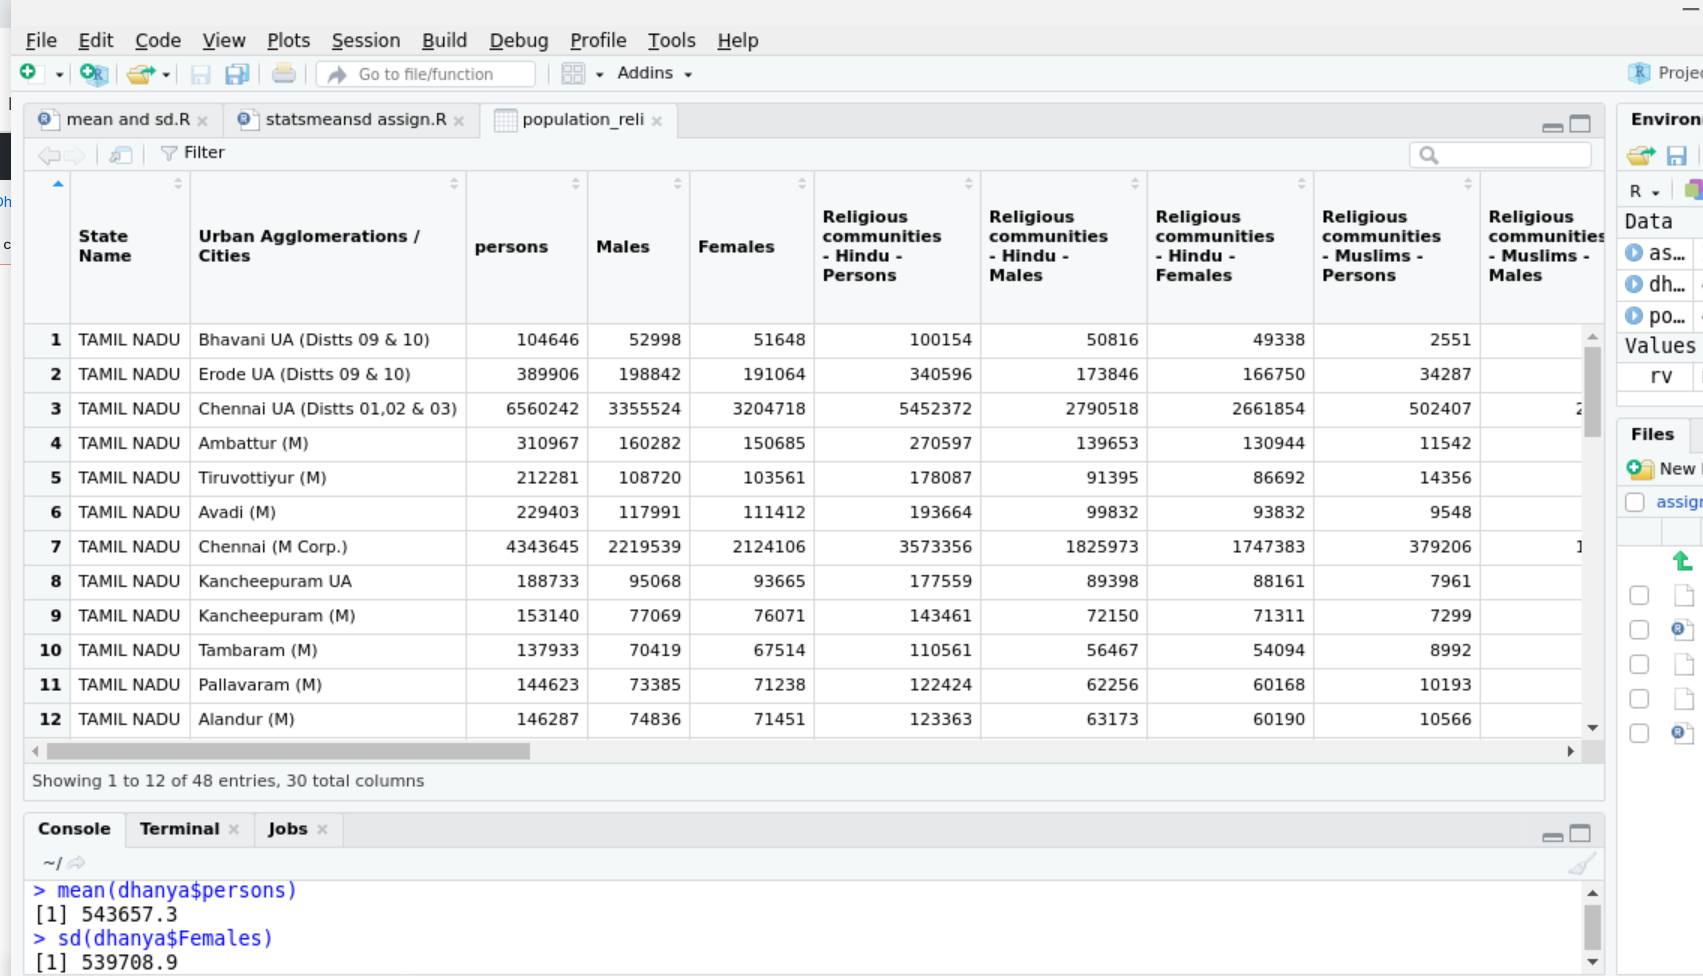 File Edit Code View Plots Session Build Debug Profile Tools Help
Go to file/function Addins
mean and sd.R statsmeansd assign.R population_reli
Filter
State Name Urban Agglomerations / Cities persons Males Females Religious communities - Hindu - Persons Religious communities - Hindu - Males Religious communities - Hindu - Females Religious communities - Muslims - Persons Religious communities - Muslims - Males
1 TAMIL NADU Bhavani UA (Distts 09 & 10) 104646 52998 51648 100154 50816 49338 2551
2 TAMIL NADU Erode UA (Distts 09 & 10) 389906 198842 191064 340596 173846 166750 34287
3 TAMIL NADU Chennai UA (Distts 01,02 & 03) 6560242 3355524 3204718 5452372 2790518 2661854 502407
4 TAMIL NADU Ambattur (M) 310967 160282 150685 270597 139653 130944 11542
5 TAMIL NADU Tiruvottiyur (M) 212281 108720 103561 178087 91395 86692 14356
6 TAMIL NADU Avadi (M) 229403 117991 111412 193664 99832 93832 9548
7 TAMIL NADU Chennai (M Corp.) 4343645 2219539 2124106 3573356 1825973 1747383 379206
8 TAMIL NADU Kancheepuram UA 188733 95068 93665 177559 89398 88161 7961
9 TAMIL NADU Kancheepuram (M) 153140 77069 76071 143461 72150 71311 7299
10 TAMIL NADU Tambaram (M) 137933 70419 67514 110561 56467 54094 8992
11 TAMIL NADU Pallavaram (M) 144623 73385 71238 122424 62256 60168 10193
12 TAMIL NADU Alandur (M) 146287 74836 71451 123363 63173 60190 10566
Showing 1 to 12 of 48 entries, 30 total columns
Console Terminal Jobs
~/
> mean(dhanya$persons)
[1] 543657.3
> sd(dhanya$Females)
[1] 539708.9
Projec
Environ
R
Data
as...
dh...
po...
Values
rv
Files
New
assign